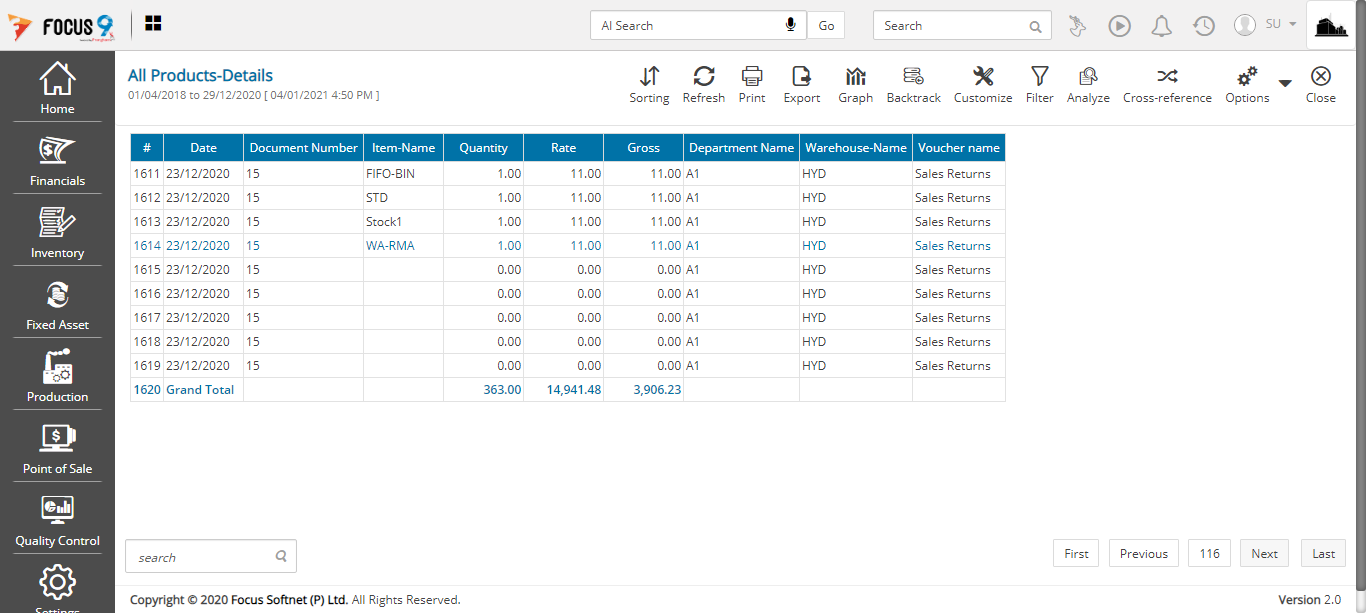 FOCUS 9
AI Search
Go
Search
SU
Home
Financials
Inventory
Fixed Asset
Production
Point of Sale
Quality Control
Settings
All Products-Details
01/04/2018 to 29/12/2020 [ 04/01/2021 4:50 PM ]
Sorting Refresh Print Export Graph Backtrack Customize Filter Analyze Cross-reference Options Close
# Date Document Number Item-Name Quantity Rate Gross Department Name Warehouse-Name Voucher name
1611 23/12/2020 15 FIFO-BIN 1.00 11.00 11.00 A1 HYD Sales Returns
1612 23/12/2020 15 STD 1.00 11.00 11.00 A1 HYD Sales Returns
1613 23/12/2020 15 Stock1 1.00 11.00 11.00 A1 HYD Sales Returns
1614 23/12/2020 15 WA-RMA 1.00 11.00 11.00 A1 HYD Sales Returns
1615 23/12/2020 15 0.00 0.00 0.00 A1 HYD Sales Returns
1616 23/12/2020 15 0.00 0.00 0.00 A1 HYD Sales Returns
1617 23/12/2020 15 0.00 0.00 0.00 A1 HYD Sales Returns
1618 23/12/2020 15 0.00 0.00 0.00 A1 HYD Sales Returns
1619 23/12/2020 15 0.00 0.00 0.00 A1 HYD Sales Returns
1620 Grand Total 363.00 14,941.48 3,906.23
search
First Previous 116 Next Last
Copyright © 2020 Focus Softnet (P) Ltd. All Rights Reserved.
Version 2.0